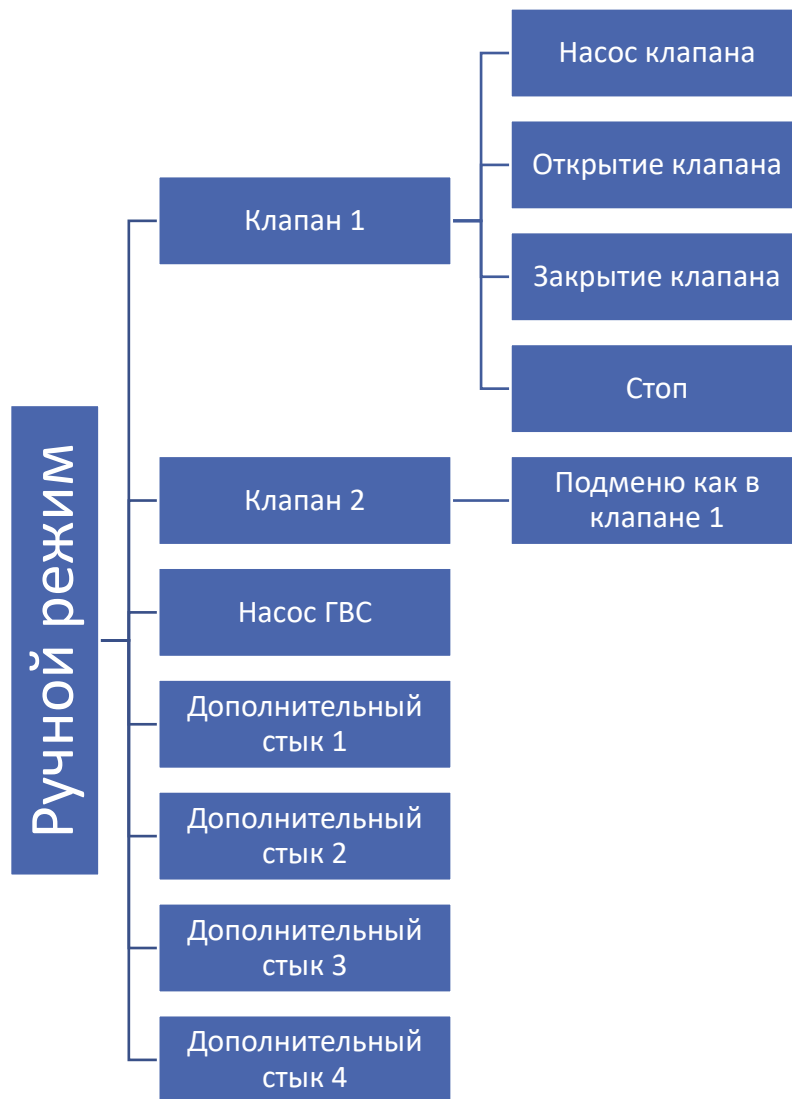 Ручной режим
Клапан 1
Насос клапана
Открытие клапана
Закрытие клапана
Стоп
Клапан 2
Подменю как в
клапане 1
Насос ГВС
Дополнительный
стык 1
Дополнительный
стык 2
Дополнительный
стык 3
Дополнительный
стык 4